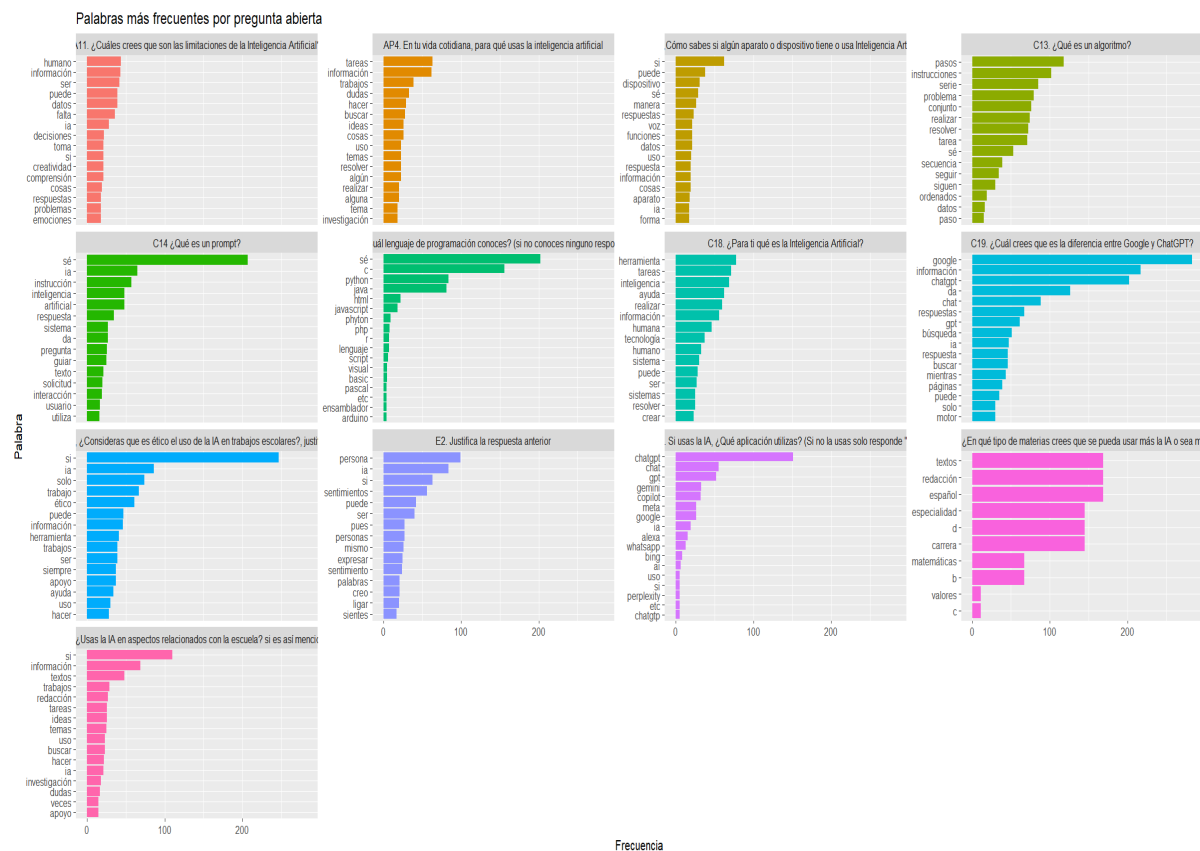 Palabras más frecuentes por pregunta abierta
A11. ¿Cuáles crees que son las limitaciones de la Inteligencia Artificial?
humano
información
ser
puede
datos
falta
ia
decisiones
toma
si
creatividad
comprensión
cosas
respuestas
problemas
emociones
AP4. En tu vida cotidiana, para qué usas la inteligencia artificial
tareas
información
trabajos
dudas
hacer
buscar
ideas
cosas
uso
temas
resolver
algún
realizar
alguna
tema
investigación
Cómo sabes si algún aparato o dispositivo tiene o usa Inteligencia Art
si
puede
dispositivo
sé
manera
respuestas
voz
funciones
datos
uso
respuesta
información
cosas
aparato
ia
forma
C13. ¿Qué es un algoritmo?
pasos
instrucciones
serie
problema
conjunto
realizar
resolver
tarea
sé
secuencia
seguir
siguen
ordenados
datos
paso
C14 ¿Qué es un prompt?
sé
ia
instrucción
inteligencia
artificial
respuesta
sistema
da
pregunta
guiar
texto
solicitud
interacción
usuario
utiliza
uál lenguaje de programación conoces? (si no conoces ninguno respo
sé
c
python
java
html
javascript
phyton
php
r
lenguaje
script
visual
basic
pascal
etc
ensamblador
arduino
C18. ¿Para ti qué es la Inteligencia Artificial?
herramienta
tareas
inteligencia
ayuda
realizar
información
humana
tecnología
humano
sistema
puede
ser
sistemas
resolver
crear
C19. ¿Cuál crees que es la diferencia entre Google y ChatGPT?
google
información
chatgpt
da
chat
respuestas
gpt
búsqueda
ia
respuesta
buscar
mientras
páginas
puede
solo
motor
. ¿Consideras que es ético el uso de la IA en trabajos escolares?, justi
si
ia
solo
trabajo
ético
puede
información
herramienta
trabajos
ser
siempre
apoyo
ayuda
uso
hacer
E2. Justifica la respuesta anterior
persona
ia
si
sentimientos
puede
ser
pues
personas
mismo
expresar
sentimiento
palabras
creo
ligar
sientes
0 100 200
. Si usas la IA, ¿Qué aplicación utilizas? (Si no la usas solo responde "
chatgpt
chat
gpt
gemini
copilot
meta
google
ia
alexa
whatsapp
bing
ai
uso
si
perplexity
etc
chatgtp
0 100 200
¿En qué tipo de materias crees que se pueda usar más la IA o sea m
textos
redacción
español
especialidad
d
carrera
matemáticas
b
valores
c
0 100 200
¿Usas la IA en aspectos relacionados con la escuela? si es así mencio
si
información
textos
trabajos
redacción
tareas
ideas
temas
uso
buscar
hacer
ia
investigación
dudas
veces
apoyo
0 100 200
Palabra
Frecuencia